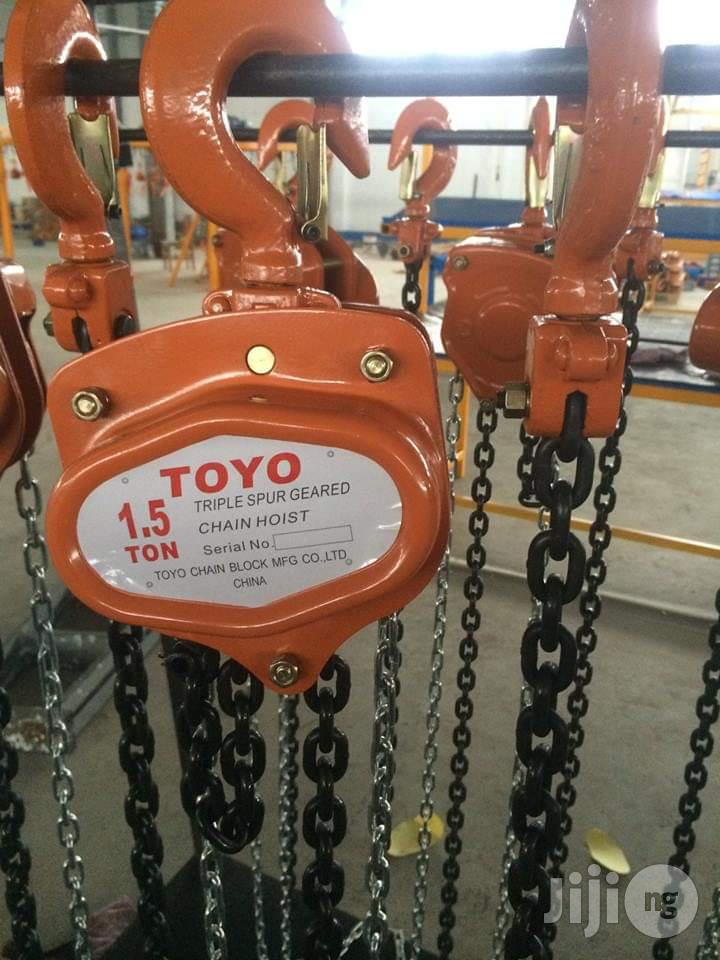 TOYO
1.5
TRIPLE SPUR GEARED
CHAIN HOIST
TON
Serial No
TOYO CHAIN BLOCK MFG CO.,LTD
CHINA
Jiji ng